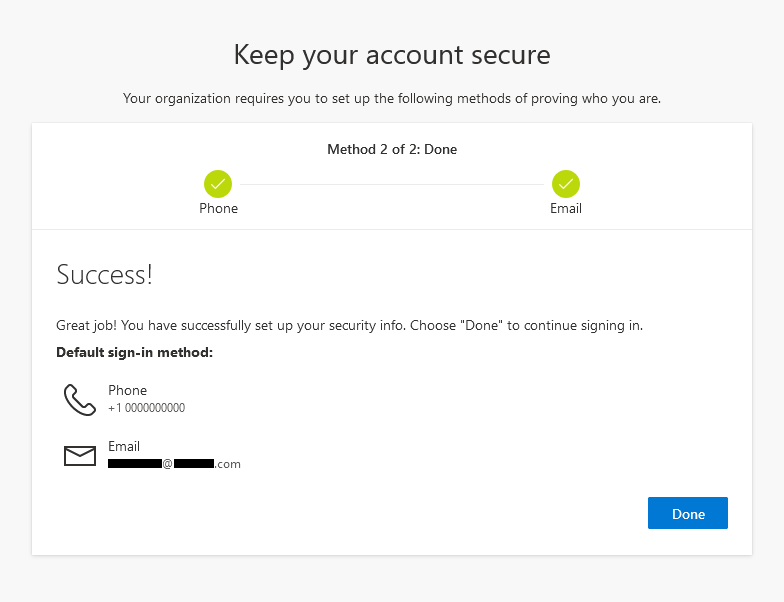 Keep your account secure
Your organization requires you to set up the following methods of proving who you are.
Method 2 of 2: Done
Phone
Email
Success!
Great job! You have successfully set up your security info. Choose "Done" to continue signing in.
Default sign-in method:
Phone
+1 0000000000
Email
@ .com
Done